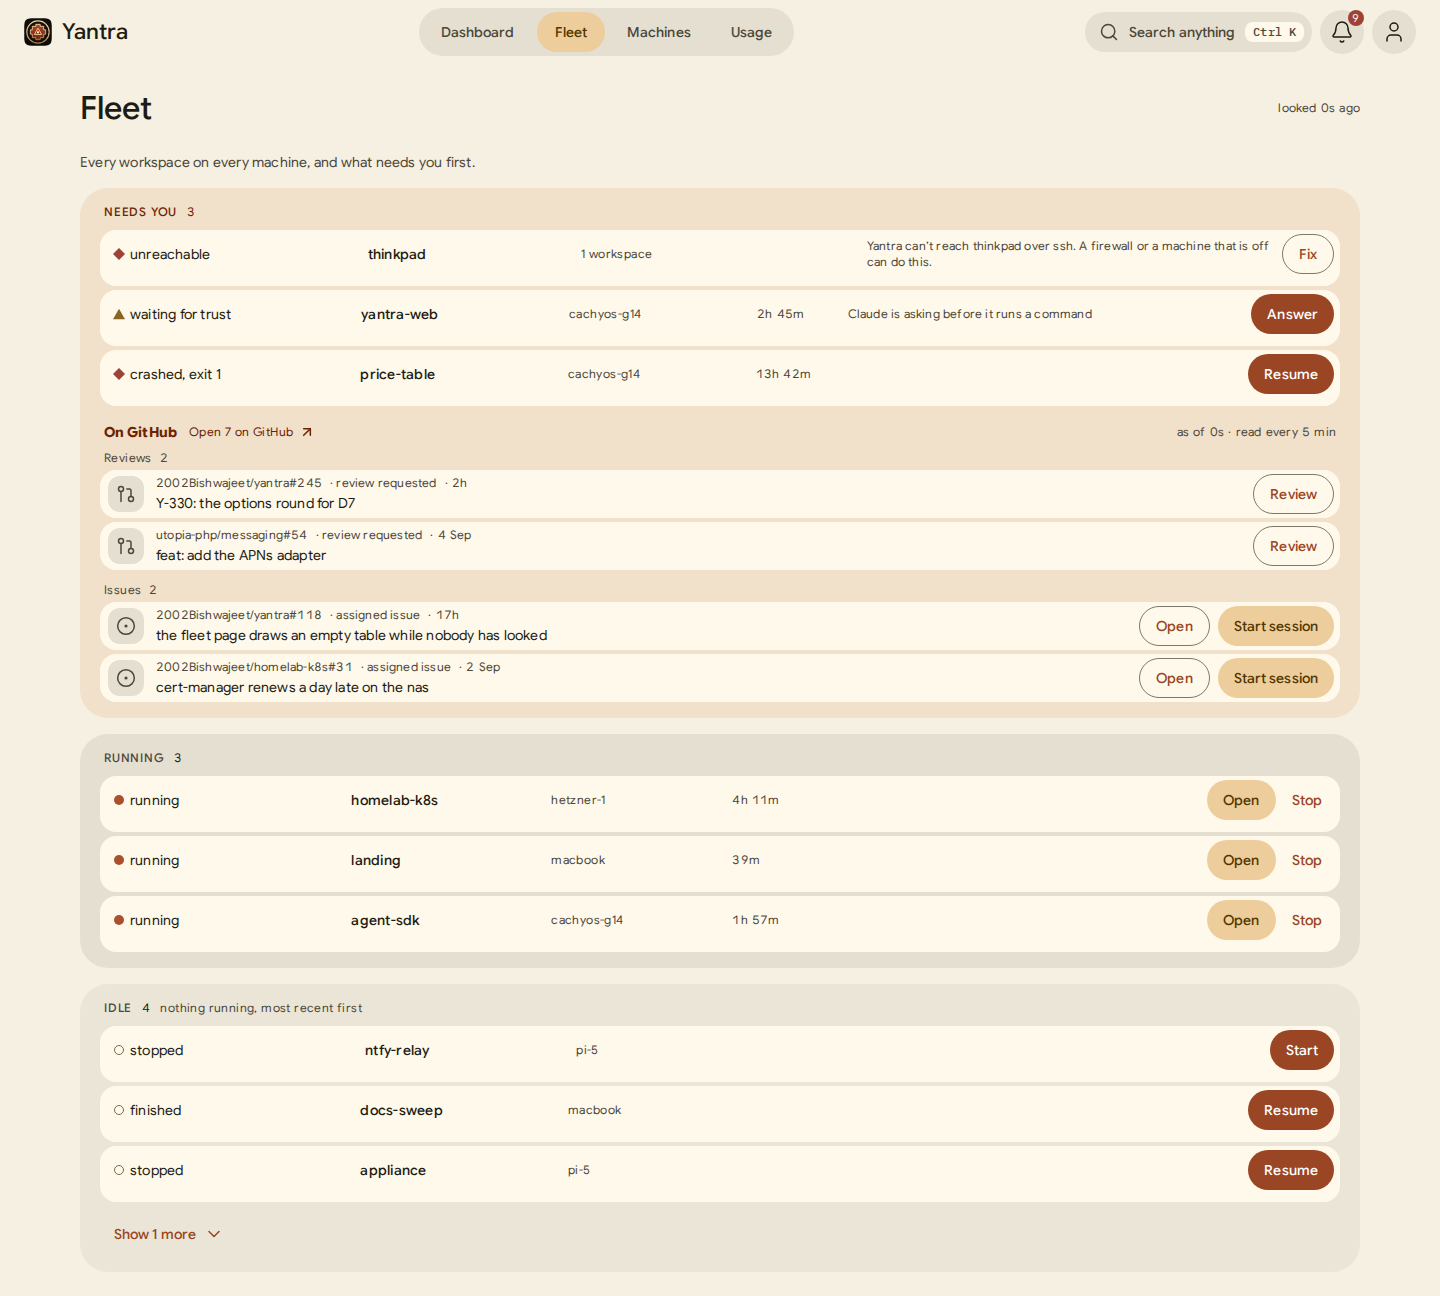 Yantra
Dashboard Fleet Machines Usage
Search anything Ctrl K
9
Fleet
looked 0s ago
Every workspace on every machine, and what needs you first.
NEEDS YOU 3
unreachable thinkpad 1 workspace Yantra can't reach thinkpad over ssh. A firewall or a machine that is off can do this. Fix
waiting for trust yantra-web cachyos-g14 2h 45m Claude is asking before it runs a command Answer
crashed, exit 1 price-table cachyos-g14 13h 42m Resume
On GitHub Open 7 on GitHub as of 0s · read every 5 min
Reviews 2
2002Bishwajeet/yantra#245 · review requested · 2h
Y-330: the options round for D7
Review
utopia-php/messaging#54 · review requested · 4 Sep
feat: add the APNs adapter
Review
Issues 2
2002Bishwajeet/yantra#118 · assigned issue · 17h
the fleet page draws an empty table while nobody has looked
Open Start session
2002Bishwajeet/homelab-k8s#31 · assigned issue · 2 Sep
cert-manager renews a day late on the nas
Open Start session
RUNNING 3
running homelab-k8s hetzner-1 4h 11m Open Stop
running landing macbook 39m Open Stop
running agent-sdk cachyos-g14 1h 57m Open Stop
IDLE 4 nothing running, most recent first
stopped ntfy-relay pi-5 Start
finished docs-sweep macbook Resume
stopped appliance pi-5 Resume
Show 1 more